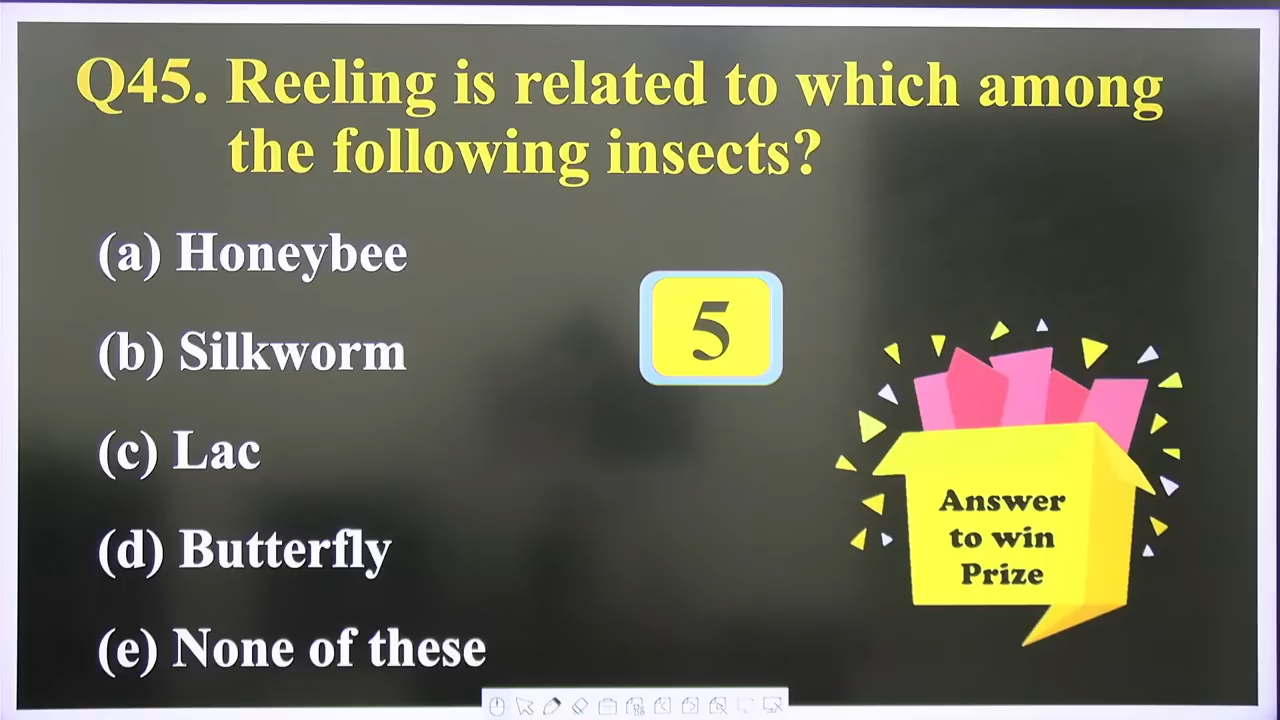 Q45. Reeling is related to which among
the following insects?
(a) Honeybee
(b) Silkworm
5
(c) Lac
(d) Butterfly
(e) None of these
Answer
to win
Prize